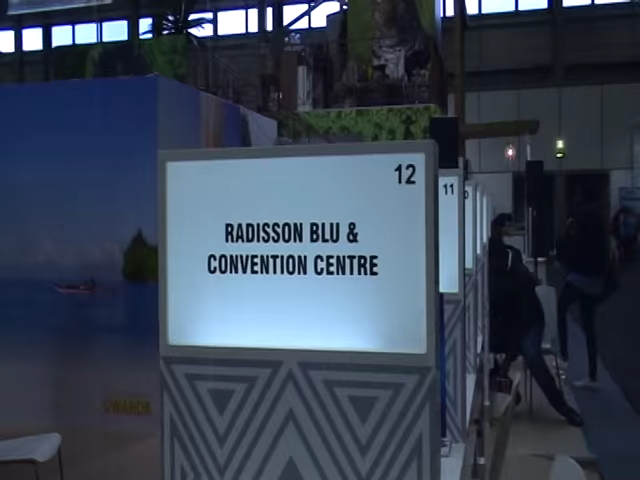 12
RADISSON BLU &
CONVENTION CENTRE
11
RWANDA